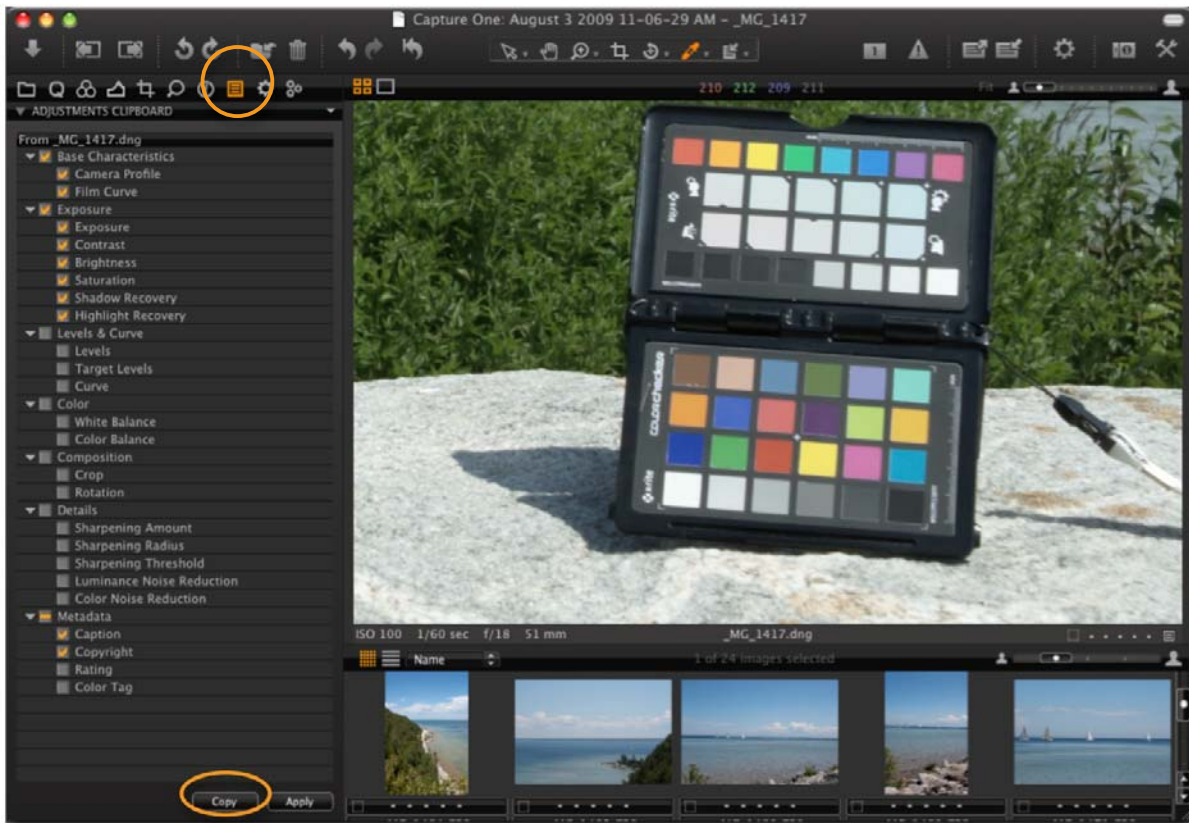 Capture One: August 3 2009 11-06-29 AM – _MG_1417
210 212 209 211
Fit
ADJUSTMENTS CLIPBOARD
From _MG_1417.dng
Base Characteristics
Camera Profile
Film Curve
Exposure
Exposure
Contrast
Brightness
Saturation
Shadow Recovery
Highlight Recovery
Levels & Curve
Levels
Target Levels
Curve
Color
White Balance
Color Balance
Composition
Crop
Rotation
Details
Sharpening Amount
Sharpening Radius
Sharpening Threshold
Luminance Noise Reduction
Color Noise Reduction
Metadata
Caption
Copyright
Rating
Color Tag
Copy
Apply
x·rite
colorchecker
x·rite
ISO 100 1/60 sec f/18 51 mm
_MG_1417.dng
Name
1 of 24 images selected